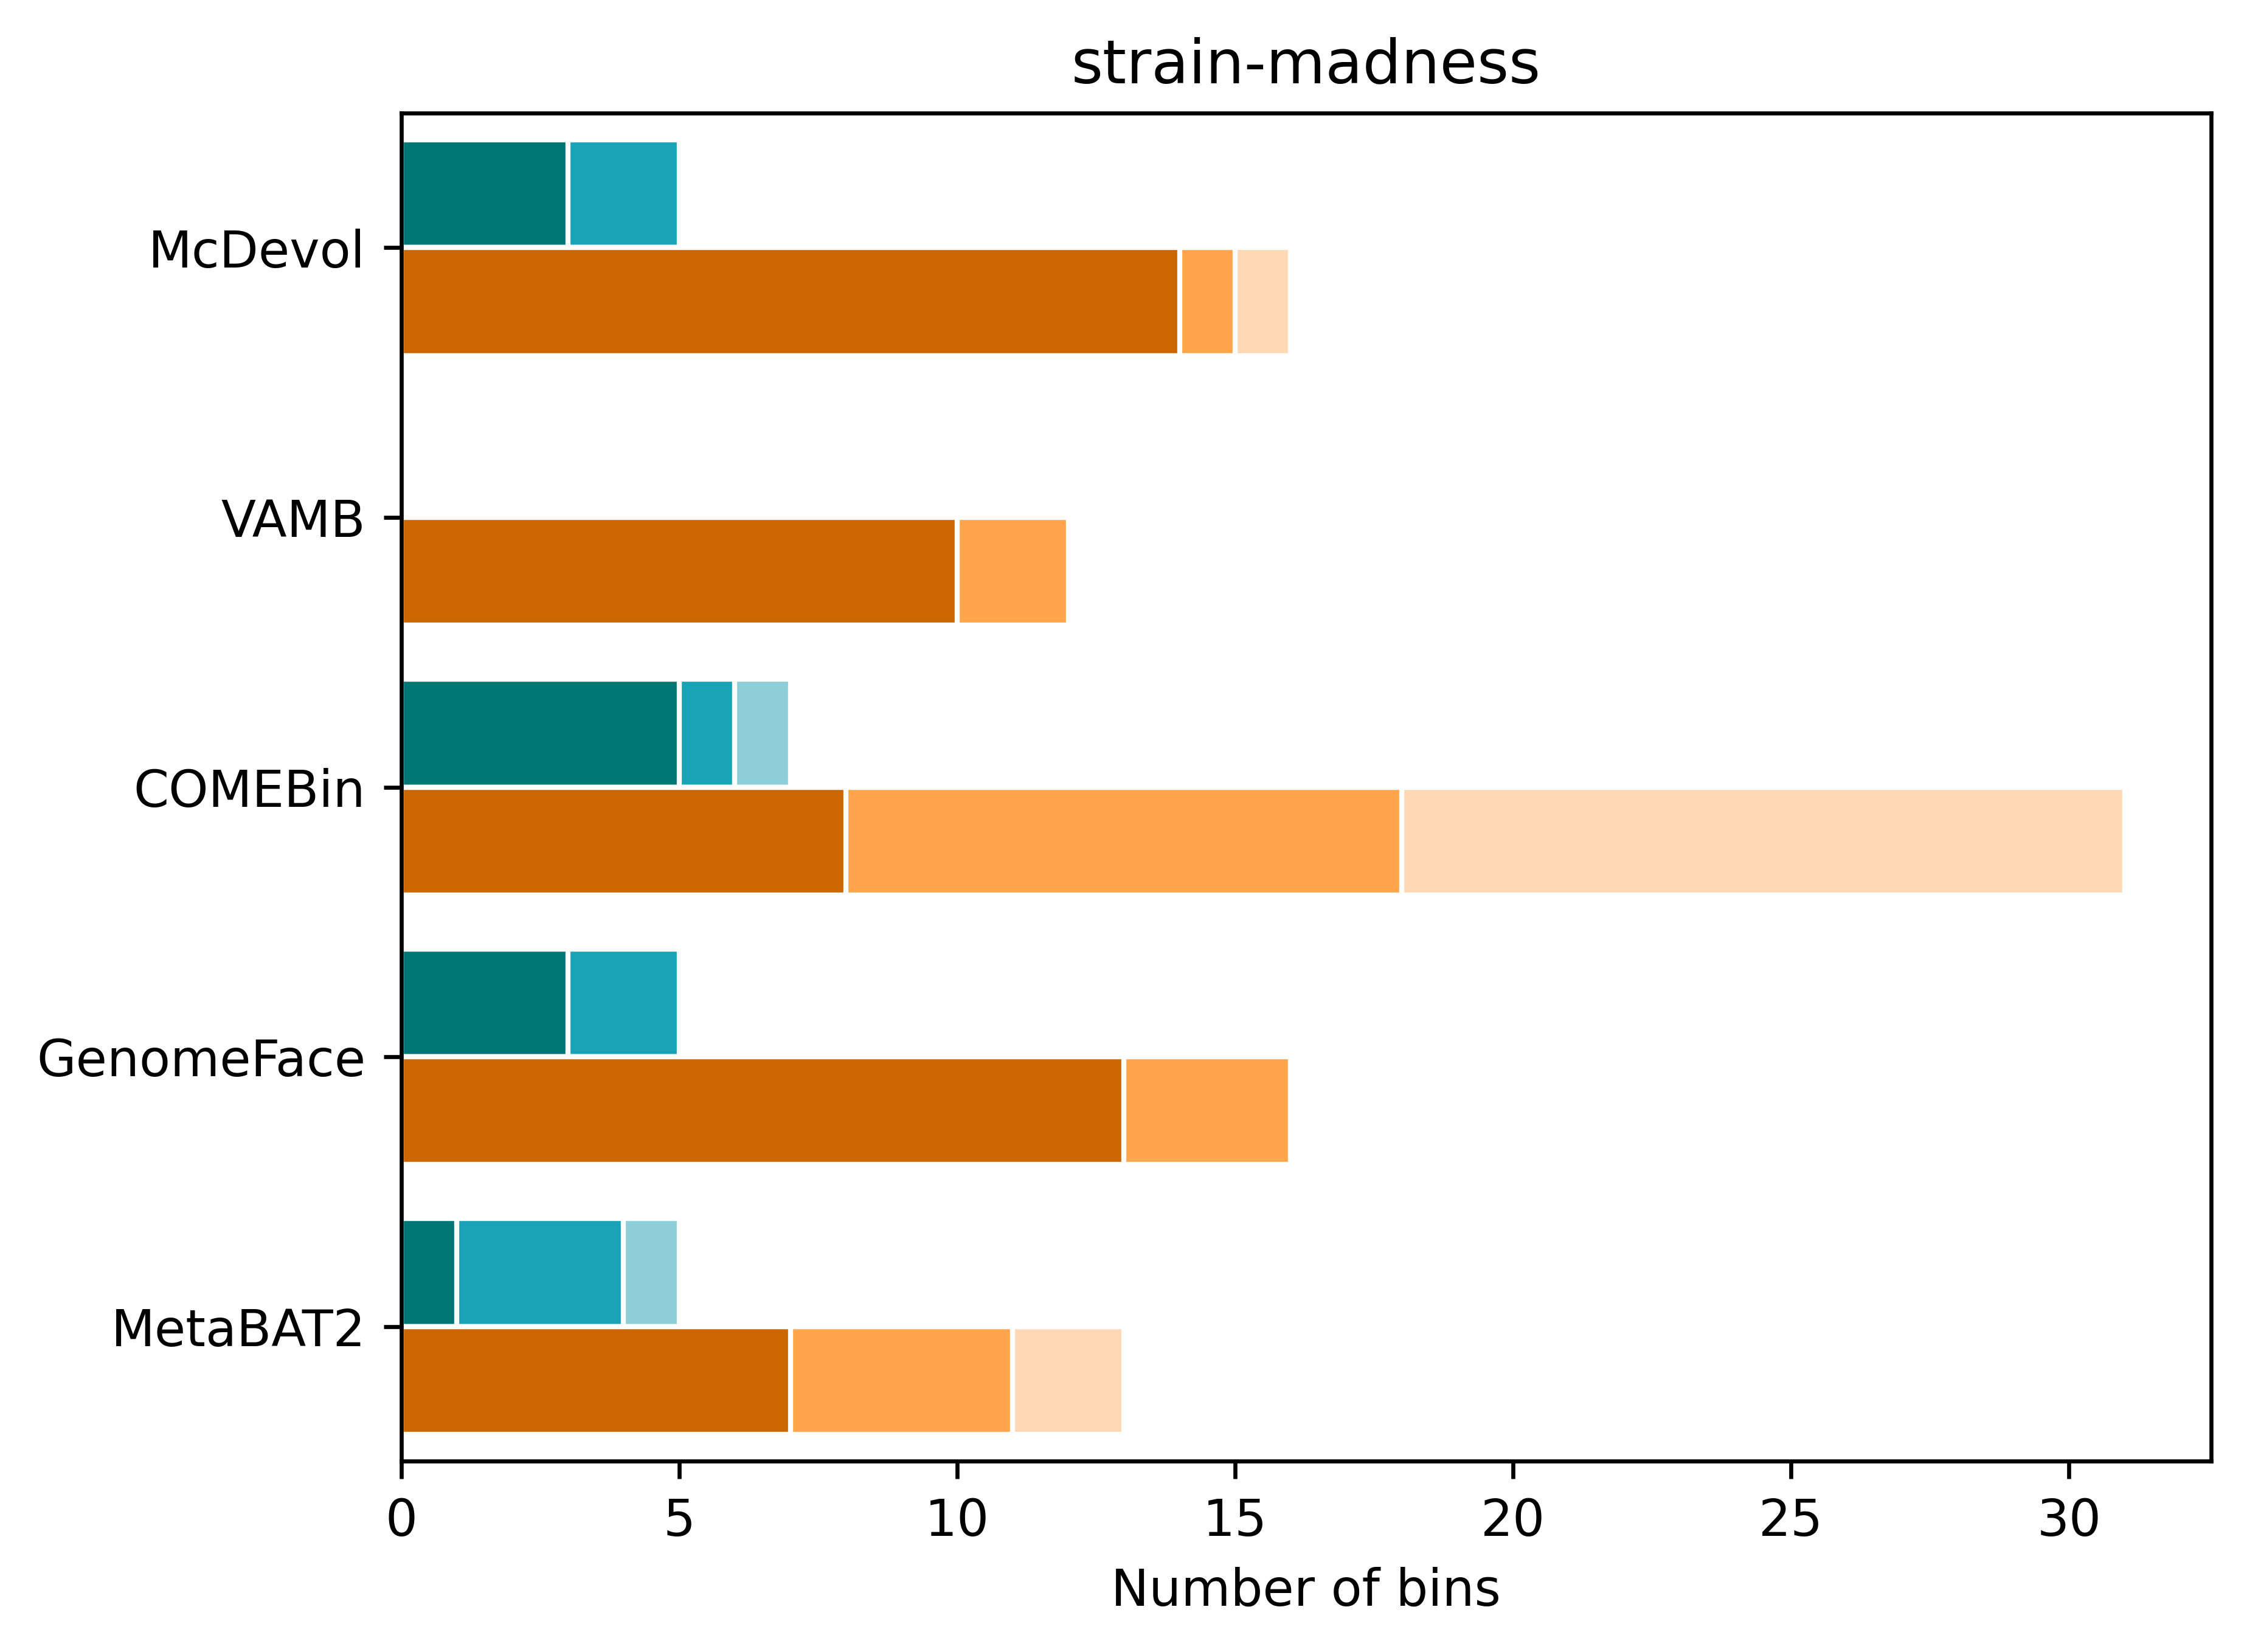 strain-madness
McDevol
VAMB
COMEBin
GenomeFace
MetaBAT2
0 5 10 15 20 25 30
Number of bins